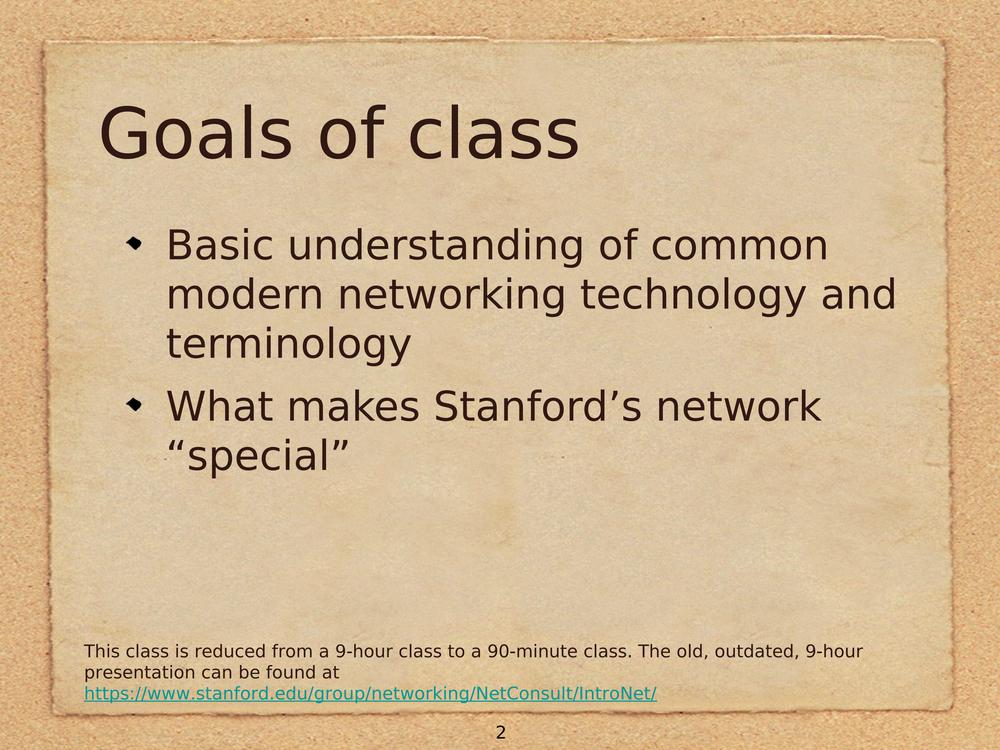 Goals of class
Basic understanding of common
modern networking technology and
terminology
What makes Stanford’s network
“special”
This class is reduced from a 9-hour class to a 90-minute class. The old, outdated, 9-hour
presentation can be found at
https://www.stanford.edu/group/networking/NetConsult/IntroNet/
2